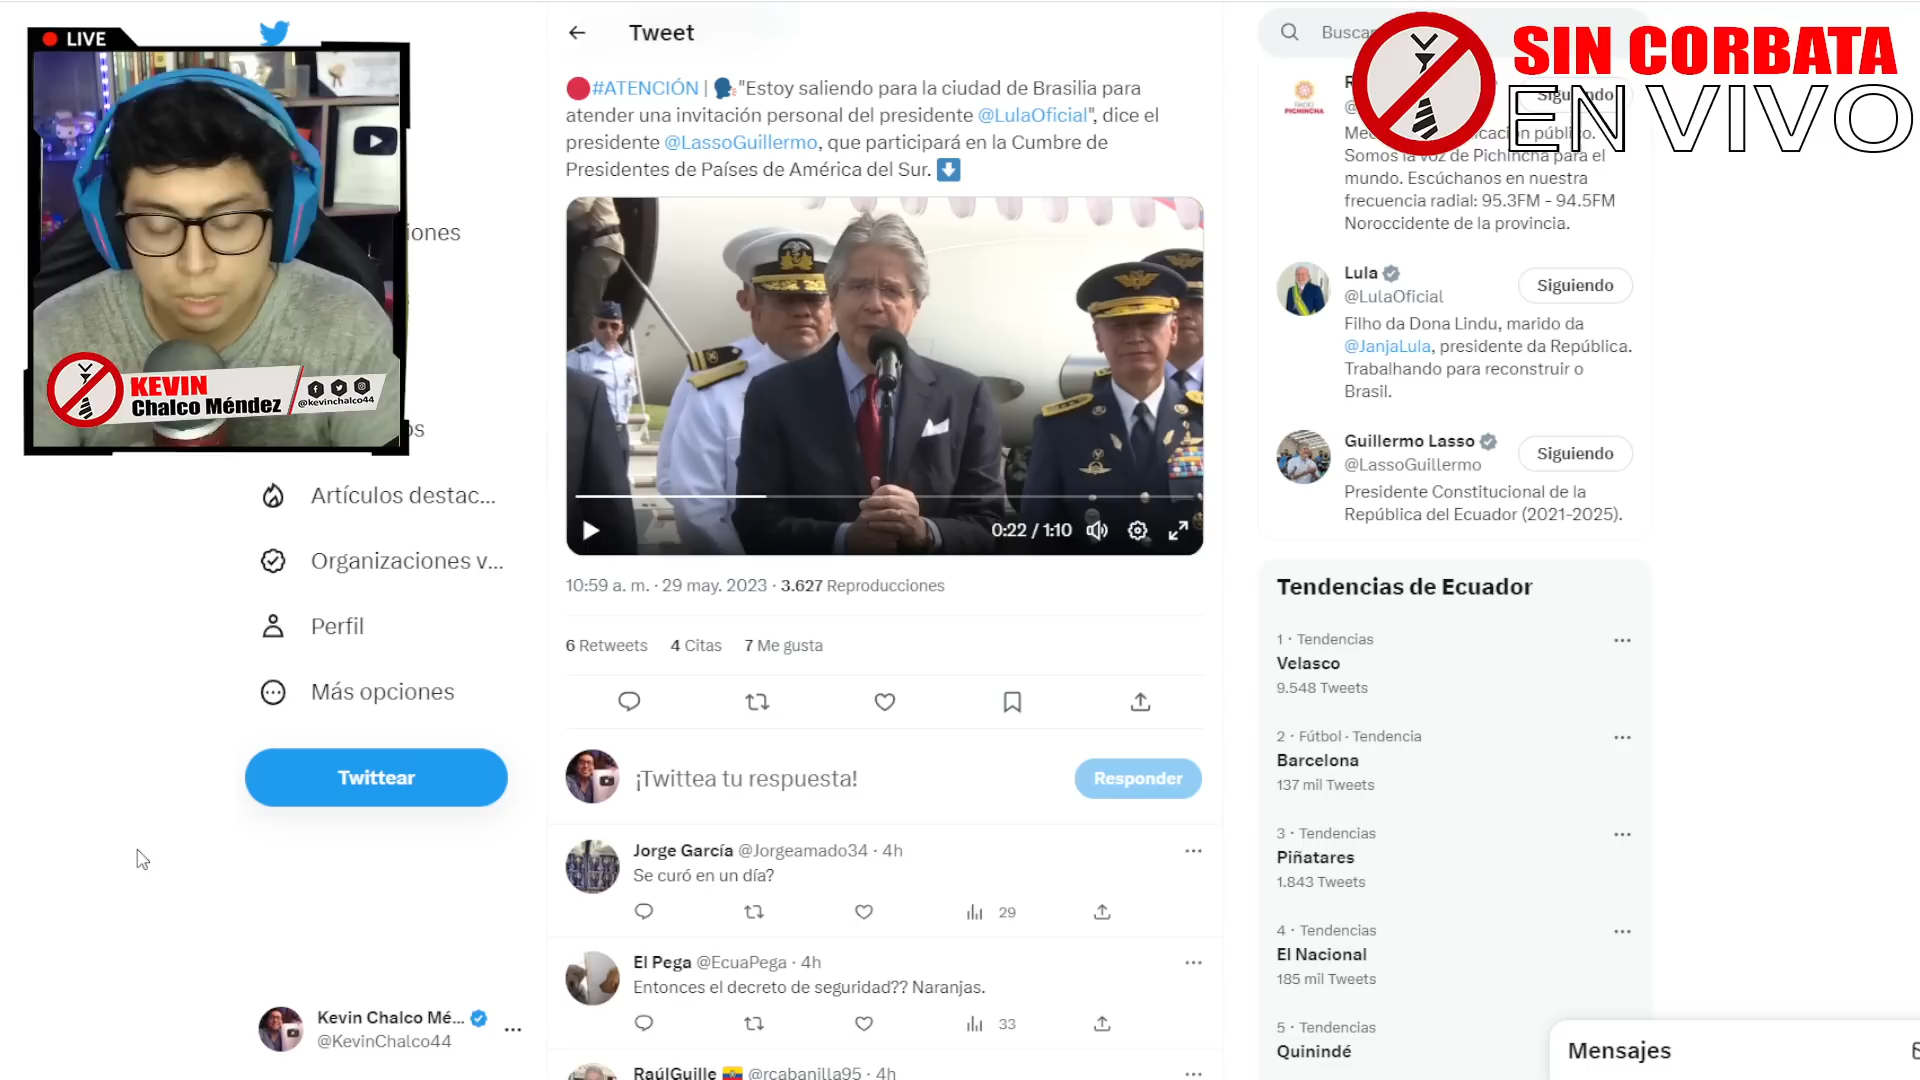 LIVE
KEVIN
Chalco Méndez
@kevinchalco44
SIN CORBATA
EN VIVO
iones
os
Artículos destac...
Organizaciones v...
Perfil
Más opciones
Twittear
Kevin Chalco Mé...
@KevinChalco44
Tweet
#ATENCIÓN | "Estoy saliendo para la ciudad de Brasilia para
atender una invitación personal del presidente @LulaOficial", dice el
presidente @LassoGuillermo, que participará en la Cumbre de
Presidentes de Países de América del Sur.
0:22 / 1:10
10:59 a. m. · 29 may. 2023 · 3.627 Reproducciones
6 Retweets 4 Citas 7 Me gusta
¡Twittea tu respuesta!
Responder
Jorge García @Jorgeamado34 · 4h
Se curó en un día?
29
El Pega @EcuaPega · 4h
Entonces el decreto de seguridad?? Naranjas.
33
RaúlGuille @rcabanilla95 · 4h
RADIO
PICHINCHA
Siguiendo
Somos la voz de Pichincha para el
mundo. Escúchanos en nuestra
frecuencia radial: 95.3FM - 94.5FM
Noroccidente de la provincia.
Lula
@LulaOficial
Siguiendo
Filho da Dona Lindu, marido da
@JanjaLula, presidente da República.
Trabalhando para reconstruir o
Brasil.
Guillermo Lasso
@LassoGuillermo
Siguiendo
Presidente Constitucional de la
República del Ecuador (2021-2025).
Tendencias de Ecuador
1 · Tendencias
Velasco
9.548 Tweets
2 · Fútbol · Tendencia
Barcelona
137 mil Tweets
3 · Tendencias
Piñatares
1.843 Tweets
4 · Tendencias
El Nacional
185 mil Tweets
5 · Tendencias
Quinindé
Mensajes